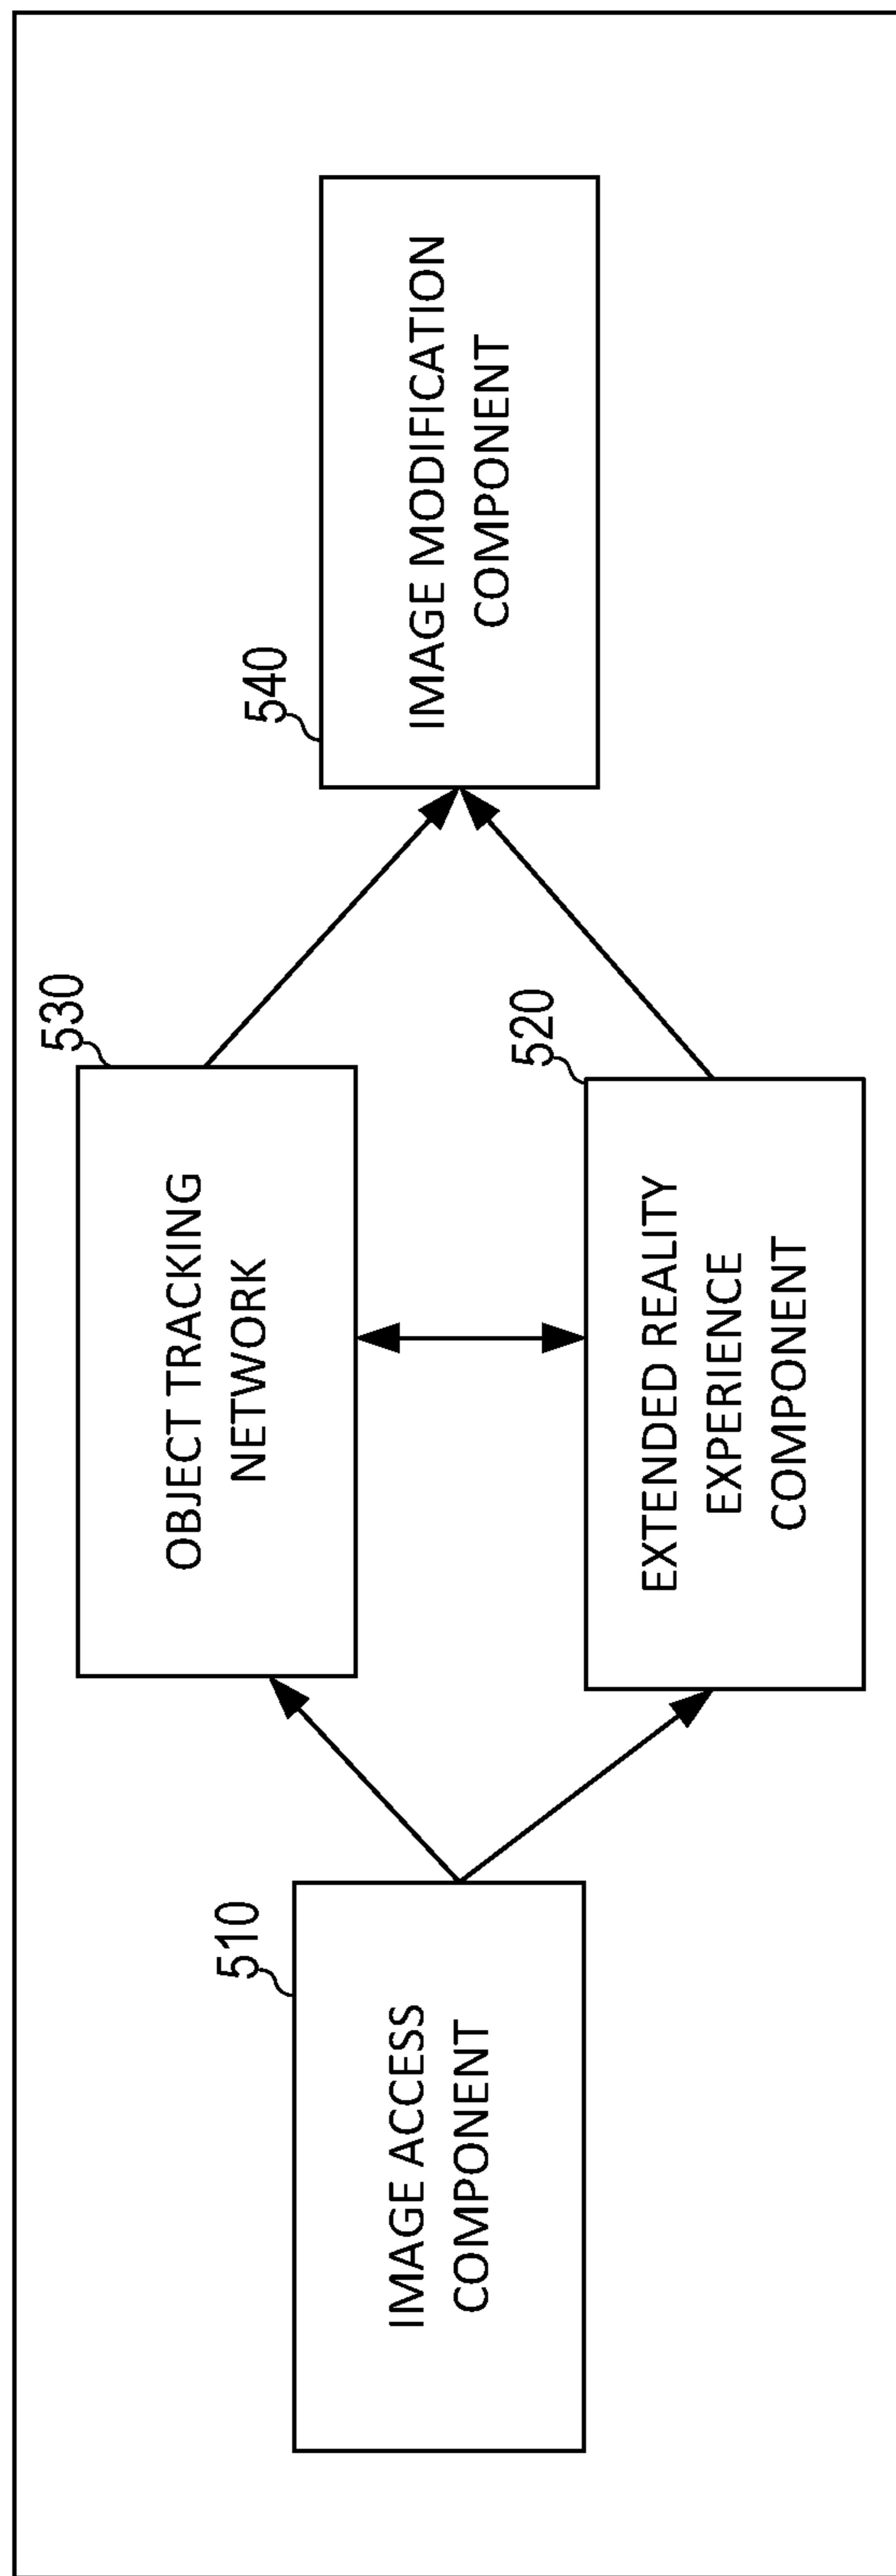 510
IMAGE ACCESS
COMPONENT
530
OBJECT TRACKING
NETWORK
520
EXTENDED REALITY
EXPERIENCE
COMPONENT
540
IMAGE MODIFICATION
COMPONENT